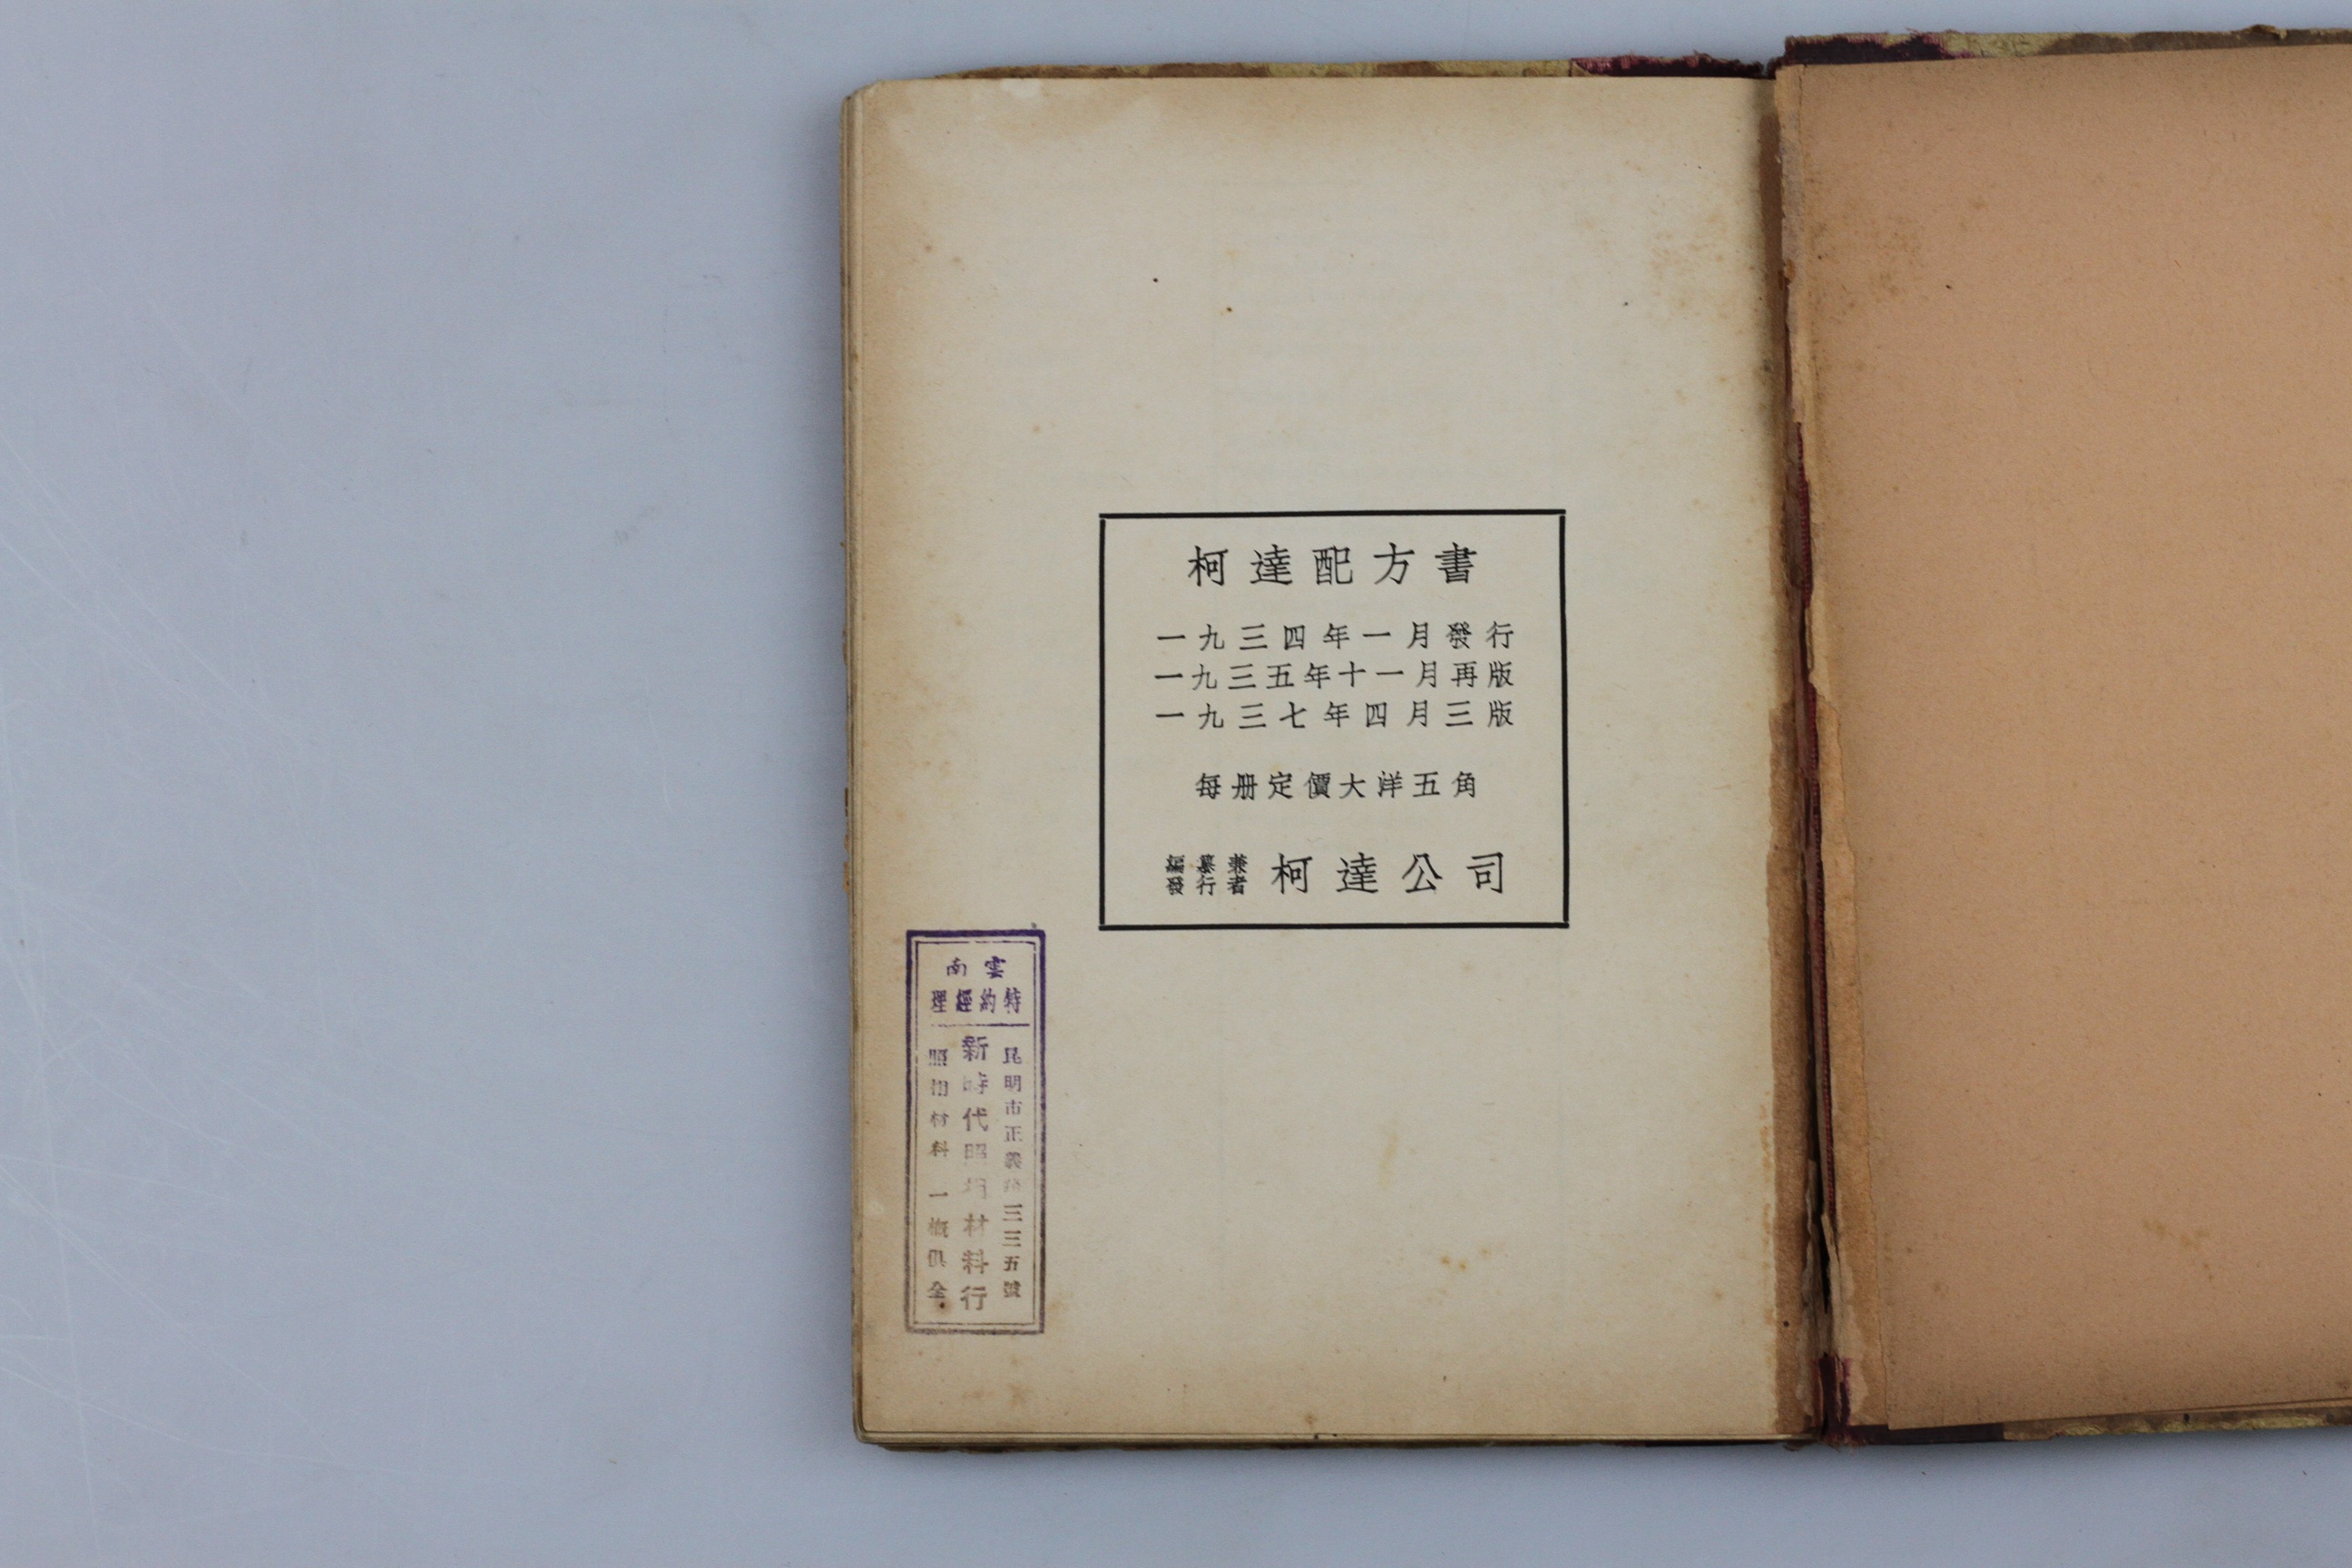 柯達配方書
一九三四年一月發行
一九三五年十一月再版
一九三七年四月三版
每册定價大洋五角
編纂兼
發行者
柯達公司
雲南
特約經理
昆明市正義路三三五號
新時代照相材料行
照相材料一概俱全